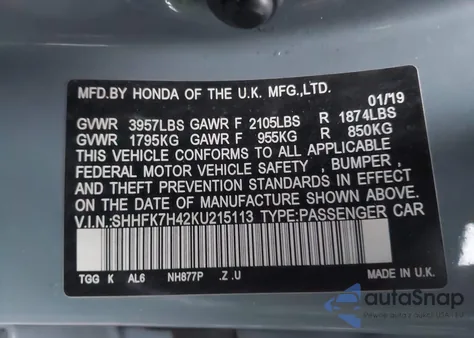 MFD.BY HONDA OF THE U.K. MFG.,LTD.
01/19
GVWR 3957LBS GAWR F 2105LBS R 1874LBS
GVWR 1795KG GAWR F 955KG R 850KG
THIS VEHICLE CONFORMS TO ALL APPLICABLE
FEDERAL MOTOR VEHICLE SAFETY , BUMPER ,
AND THEFT PREVENTION STANDARDS IN
EFFECT ON THE DATE OF MANUFACTURE SHOWN ABOVE.
V.I.N.:SHHFK7H42KU215113 TYPE:PASSENGER CAR
TGG K AL6 NH877P .Z .U MADE IN U.K.
autoSnap